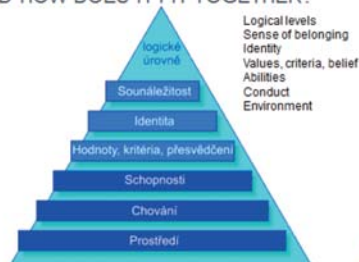 HOW DOES IT FIT TOGETHER?
Logical levels
Sense of belonging
Identity
Values, criteria, belief
Abilities
Conduct
Environment
logické
úrovně
Sounáležitost
Identita
Hodnoty, kritéria, přesvědčení
Schopnosti
Chování
Prostředí